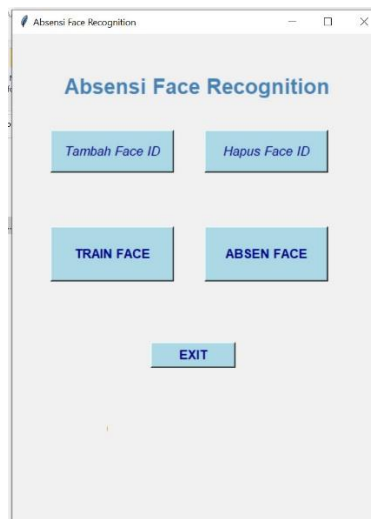 Absensi Face Recognition
Absensi Face Recognition
Tambah Face ID
Hapus Face ID
TRAIN FACE
ABSEN FACE
EXIT